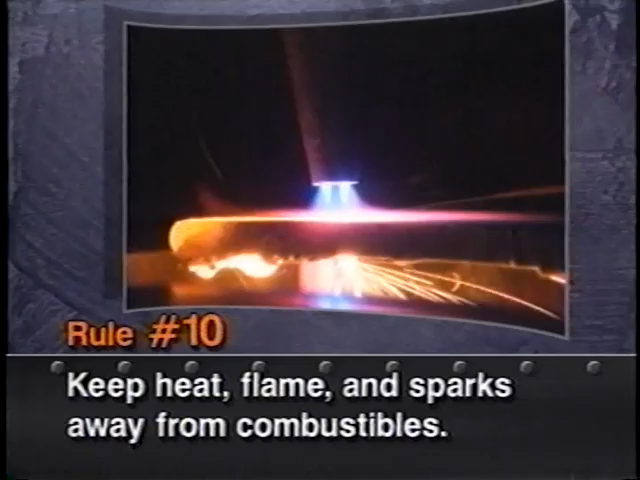 Rule #10
Keep heat, flame, and sparks
away from combustibles.